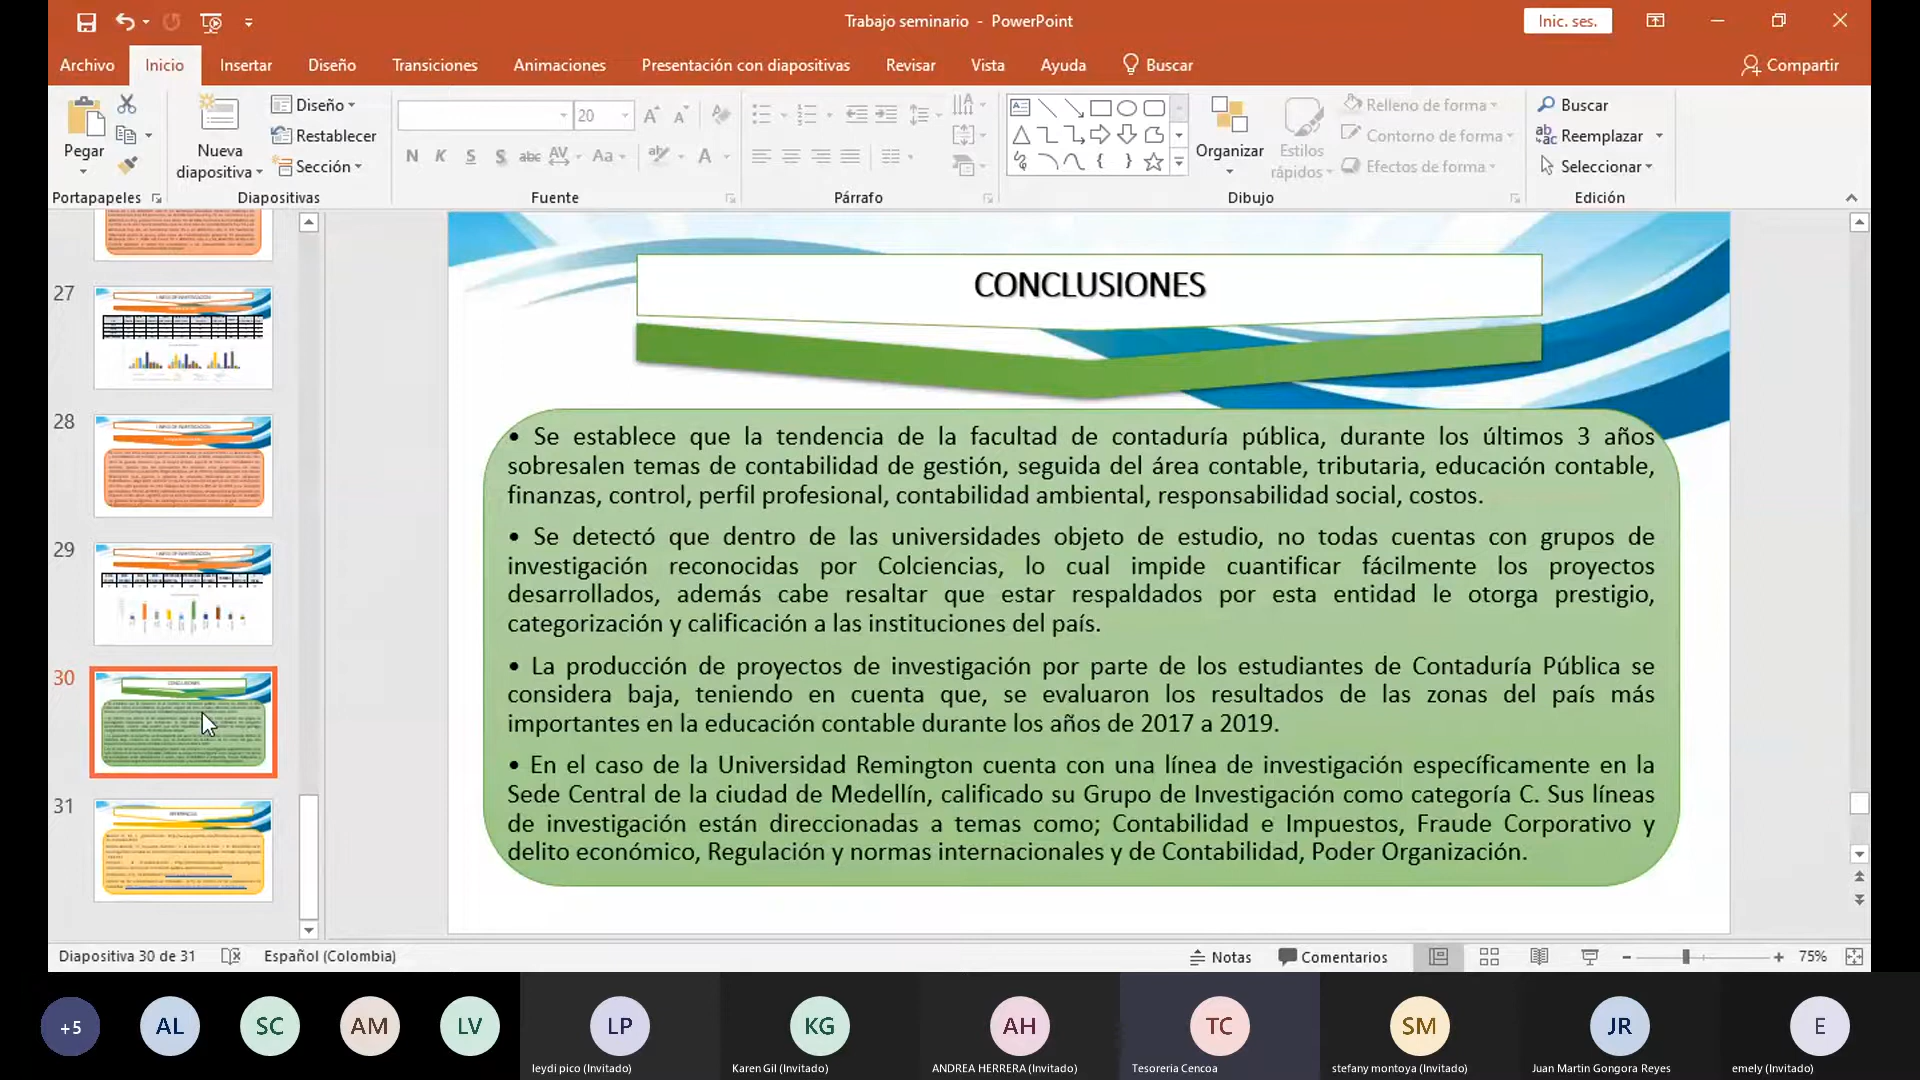 Trabajo seminario - PowerPoint
Inic. ses.
Archivo Inicio Insertar Diseño Transiciones Animaciones Presentación con diapositivas Revisar Vista Ayuda Buscar Compartir
Pegar
Nueva diapositiva
Diseño
Restablecer
Sección
20
N K S S abc AV Aa A
Organizar
Estilos rápidos
Relleno de forma
Contorno de forma
Efectos de forma
Buscar
Reemplazar
Seleccionar
Portapapeles Diapositivas Fuente Párrafo Dibujo Edición
27
28
29
30
31
CONCLUSIONES
• Se establece que la tendencia de la facultad de contaduría pública, durante los últimos 3 años
sobresalen temas de contabilidad de gestión, seguida del área contable, tributaria, educación contable,
finanzas, control, perfil profesional, contabilidad ambiental, responsabilidad social, costos.
• Se detectó que dentro de las universidades objeto de estudio, no todas cuentas con grupos de
investigación reconocidas por Colciencias, lo cual impide cuantificar fácilmente los proyectos
desarrollados, además cabe resaltar que estar respaldados por esta entidad le otorga prestigio,
categorización y calificación a las instituciones del país.
• La producción de proyectos de investigación por parte de los estudiantes de Contaduría Pública se
considera baja, teniendo en cuenta que, se evaluaron los resultados de las zonas del país más
importantes en la educación contable durante los años de 2017 a 2019.
• En el caso de la Universidad Remington cuenta con una línea de investigación específicamente en la
Sede Central de la ciudad de Medellín, calificado su Grupo de Investigación como categoría C. Sus líneas
de investigación están direccionadas a temas como; Contabilidad e Impuestos, Fraude Corporativo y
delito económico, Regulación y normas internacionales y de Contabilidad, Poder Organización.
Diapositiva 30 de 31 Español (Colombia) Notas Comentarios 75%
+5 AL SC AM LV LP KG AH TC SM JR E
leydi pico (Invitado) Karen Gil (Invitado) ANDREA HERRERA (Invitado) Tesoreria Cencoa stefany montoya (Invitado) Juan Martin Gongora Reyes emely (Invitado)